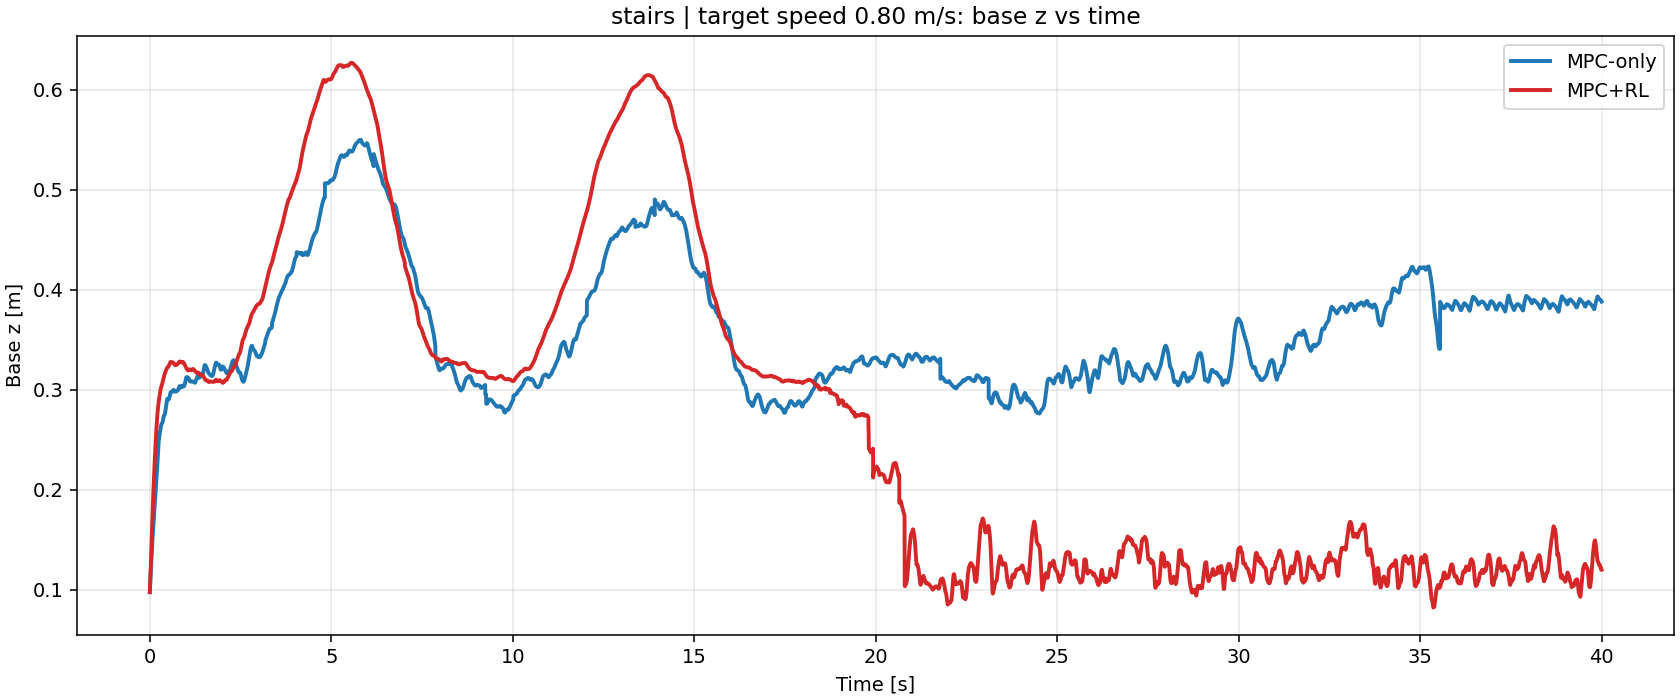 stairs | target speed 0.80 m/s: base z vs time
MPC-only
MPC+RL
Base z [m]
0.6
0.5
0.4
0.3
0.2
0.1
0 5 10 15 20 25 30 35 40
Time [s]